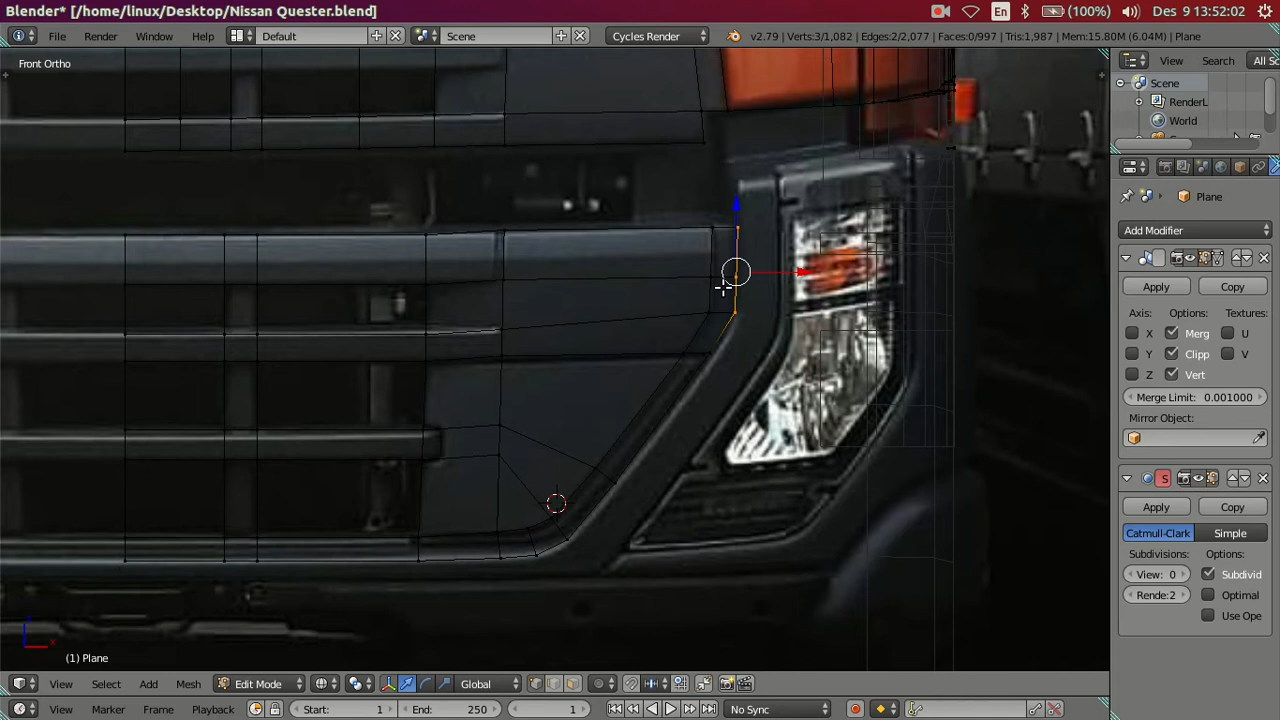 Blender* [/home/linux/Desktop/Nissan Quester.blend]
En (100%) Des 9 13:52:02
File Render Window Help Default Scene Cycles Render v2.79 | Verts:3/1,082 | Edges:2/2,077 | Faces:0/997 | Tris:1,987 | Mem:15.80M (6.04M) | Plane
Front Ortho
View Search All Sc
Scene
RenderL
World
Plane
Add Modifier
Apply Copy
Axis: Options: Textures:
X Merg U
Y Clipp V
Z Vert
Merge Limit: 0.001000
Mirror Object:
S
Apply Copy
Catmull-Clark Simple
Subdivisions: Options:
View: 0 Subdivid
Rende:2 Optimal
Use Ope
(1) Plane
View Select Add Mesh Edit Mode Global
View Marker Frame Playback Start: 1 End: 250 1 No Sync